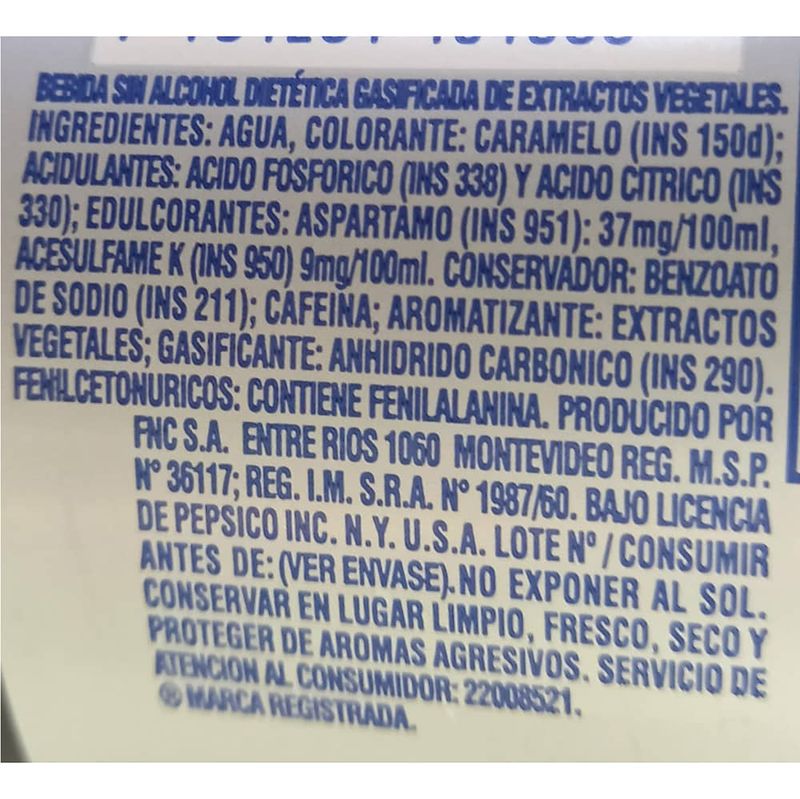 BEBIDA SIN ALCOHOL DIETÉTICA GASIFICADA DE EXTRACTOS VEGETALES.
INGREDIENTES: AGUA, COLORANTE: CARAMELO (INS 150d);
ACIDULANTES: ACIDO FOSFORICO (INS 338) Y ACIDO CITRICO (INS
330); EDULCORANTES: ASPARTAMO (INS 951): 37mg/100ml,
ACESULFAME K (INS 950) 9mg/100ml. CONSERVADOR: BENZOATO
DE SODIO (INS 211); CAFEINA; AROMATIZANTE: EXTRACTOS
VEGETALES; GASIFICANTE: ANHIDRIDO CARBONICO (INS 290).
FENILCETONURICOS: CONTIENE FENILALANINA. PRODUCIDO POR
FNC S.A. ENTRE RIOS 1060 MONTEVIDEO REG. M.S.P.
Nº 36117; REG. I.M. S.R.A. Nº 1987/60. BAJO LICENCIA
DE PEPSICO INC. N.Y. U.S.A. LOTE Nº / CONSUMIR
ANTES DE: (VER ENVASE). NO EXPONER AL SOL.
CONSERVAR EN LUGAR LIMPIO, FRESCO, SECO Y
PROTEGER DE AROMAS AGRESIVOS. SERVICIO DE
ATENCION AL CONSUMIDOR: 22008521.
® MARCA REGISTRADA.